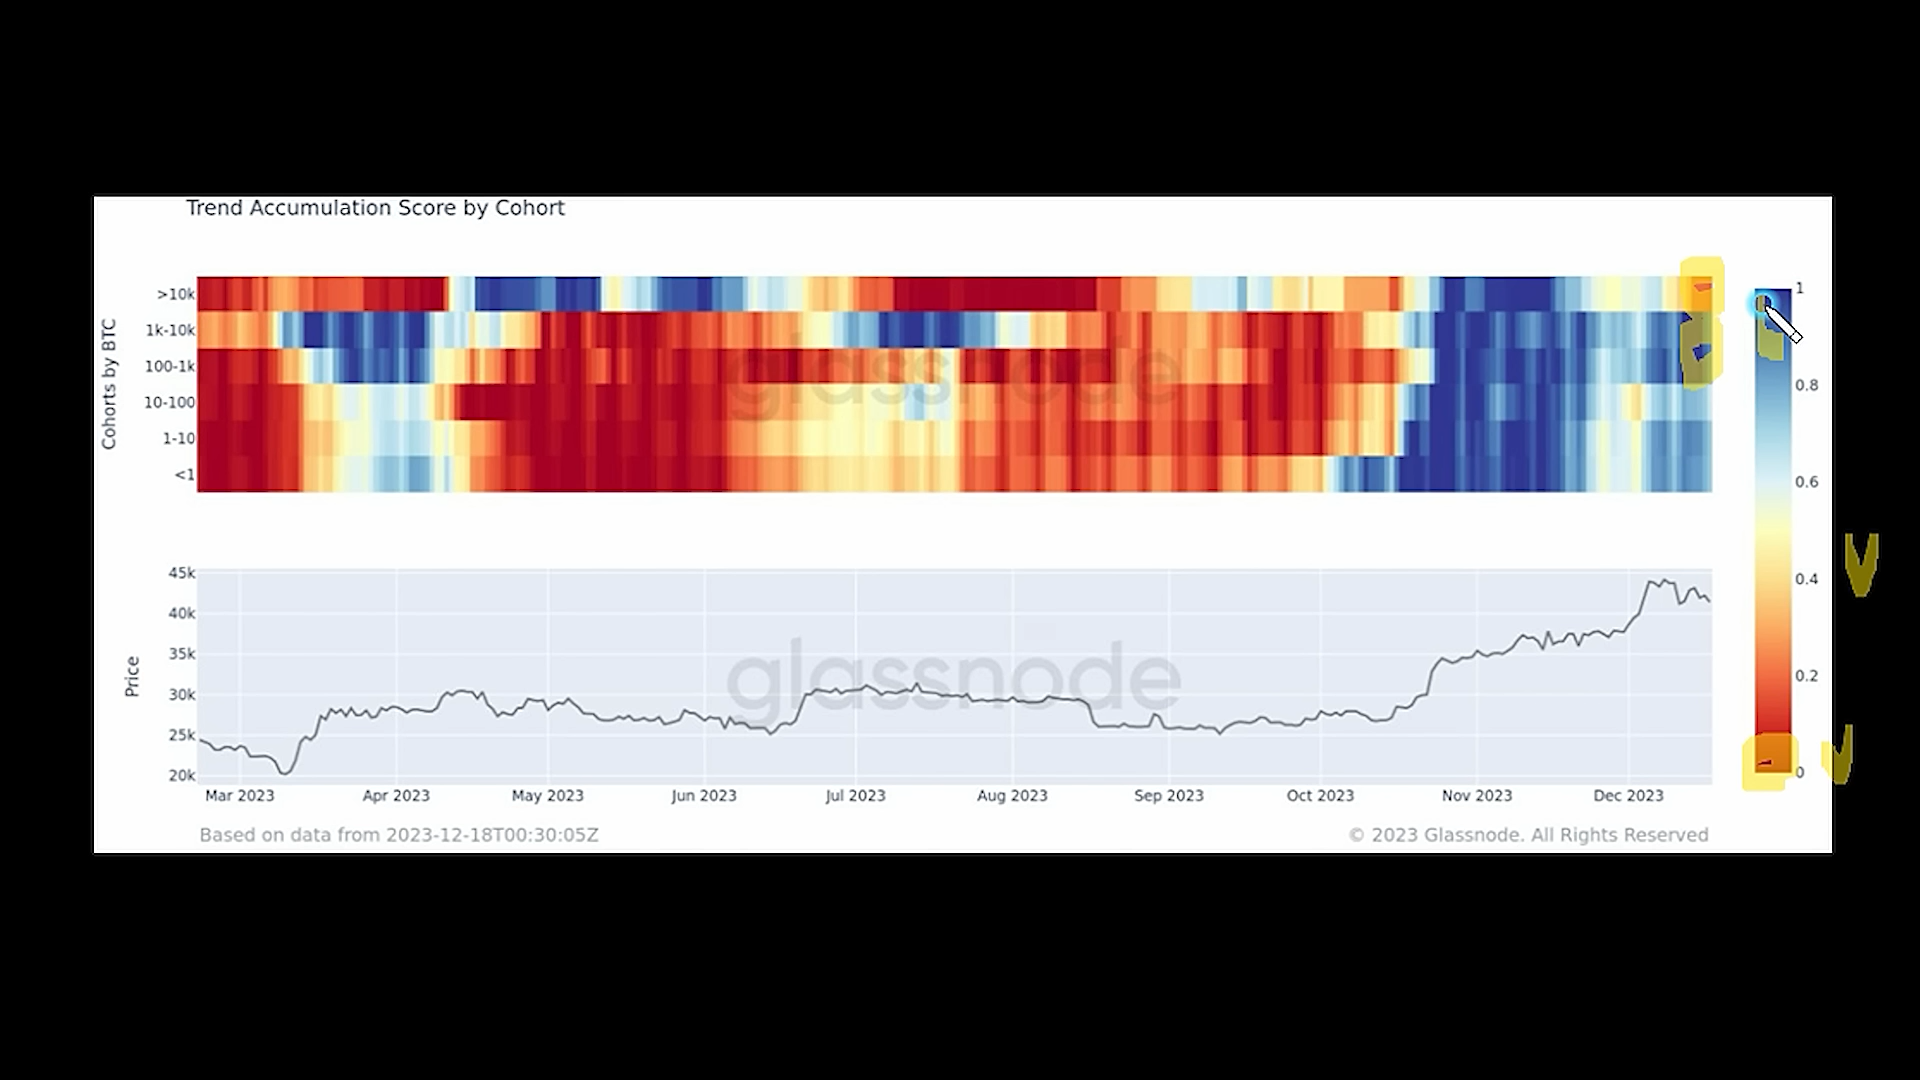 Trend Accumulation Score by Cohort
Cohorts by BTC
>10k
1k-10k
100-1k
10-100
1-10
<1
glassnode
1
0.8
0.6
0.4
0.2
0
Price
45k
40k
35k
30k
25k
20k
glassnode
Mar 2023 Apr 2023 May 2023 Jun 2023 Jul 2023 Aug 2023 Sep 2023 Oct 2023 Nov 2023 Dec 2023
Based on data from 2023-12-18T00:30:05Z
© 2023 Glassnode. All Rights Reserved